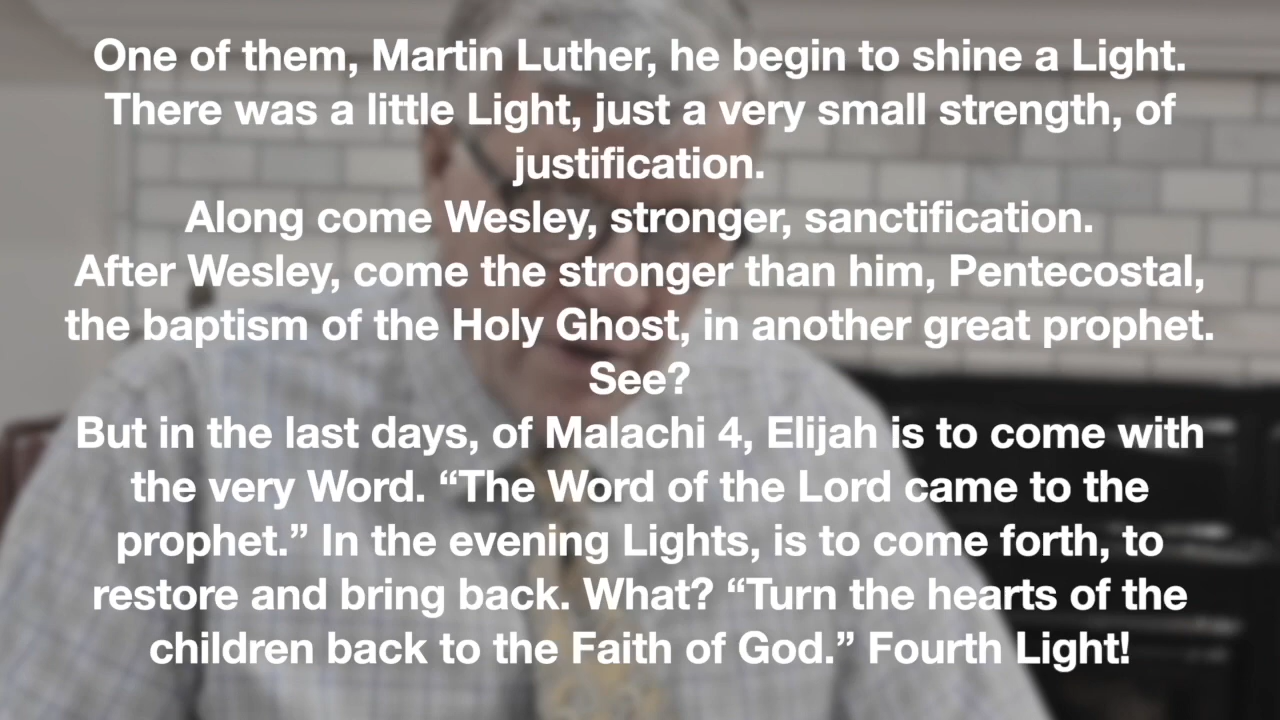 One of them, Martin Luther, he begin to shine a Light.
There was a little Light, just a very small strength, of
justification.
Along come Wesley, stronger, sanctification.
After Wesley, come the stronger than him, Pentecostal,
the baptism of the Holy Ghost, in another great prophet.
See?
But in the last days, of Malachi 4, Elijah is to come with
the very Word. “The Word of the Lord came to the
prophet.” In the evening Lights, is to come forth, to
restore and bring back. What? “Turn the hearts of the
children back to the Faith of God.” Fourth Light!